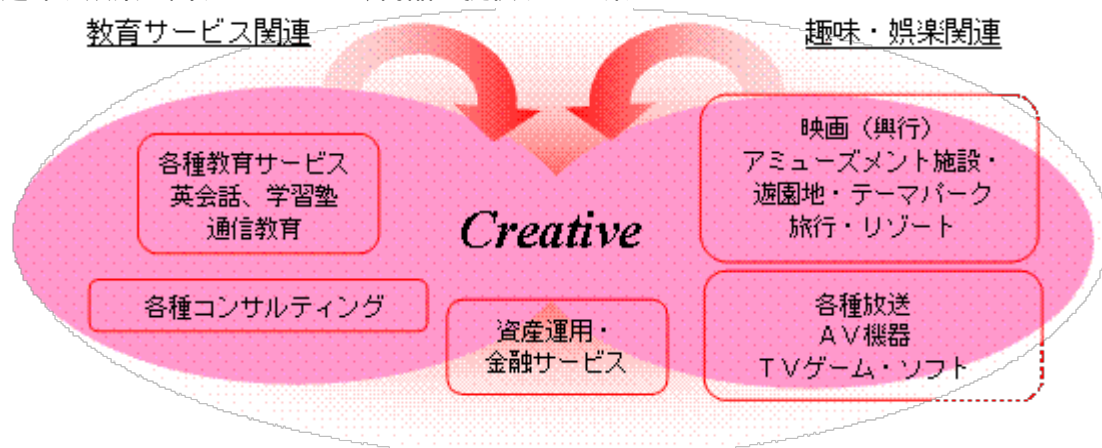 教育サービス関連
趣味・娯楽関連
各種教育サービス
英会話、学習塾
通信教育
映画（興行）
アミューズメント施設・
遊園地・テーマパーク
旅行・リゾート
Creative
各種コンサルティング
資産運用・
金融サービス
各種放送
ＡＶ機器
ＴＶゲーム・ソフト